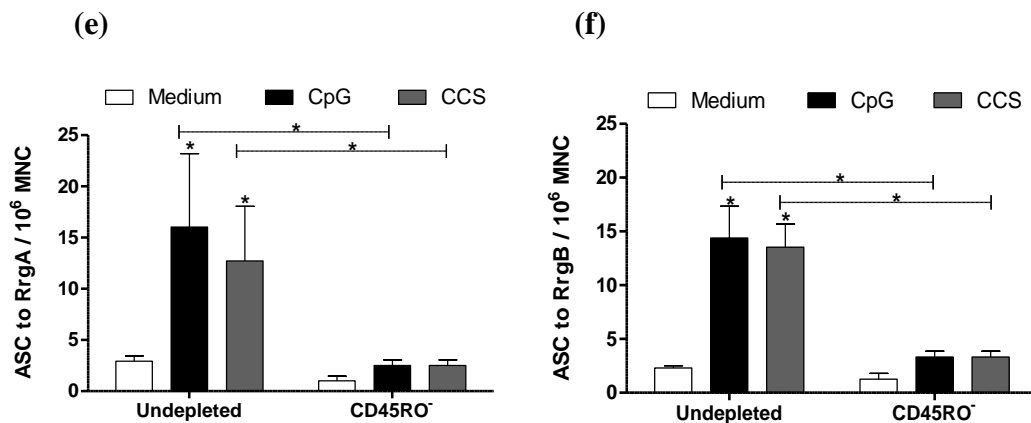 (e)
Medium CpG CCS
ASC to RrgA / 10⁶ MNC
25
20
15
10
5
0
*
*
*
*
Undepleted CD45RO⁻
(f)
Medium CpG CCS
ASC to RrgB / 10⁶ MNC
25
20
15
10
5
0
*
*
*
*
Undepleted CD45RO⁻